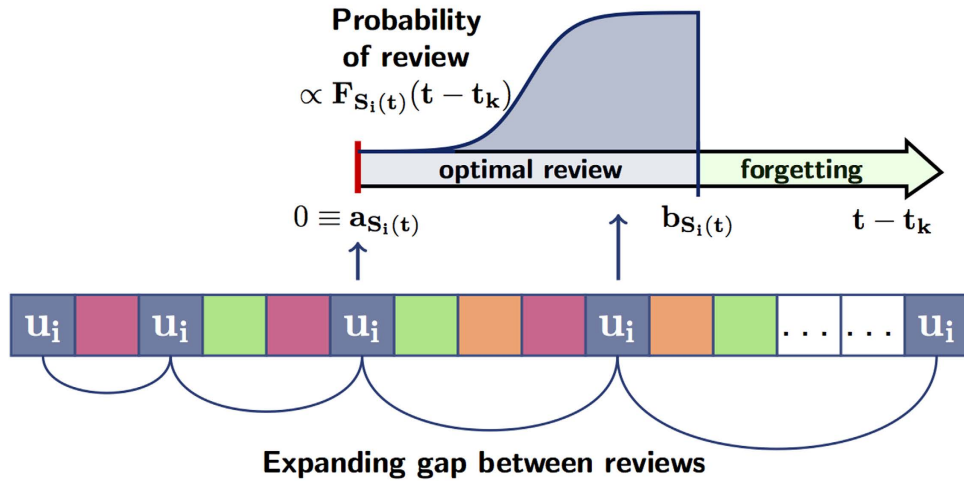 Probability
of review
∝ F_{S_i(t)}(t − t_k)
optimal review
forgetting
0 ≡ a_{S_i(t)}
b_{S_i(t)}
t − t_k
u_i u_i u_i u_i ... ... u_i
Expanding gap between reviews